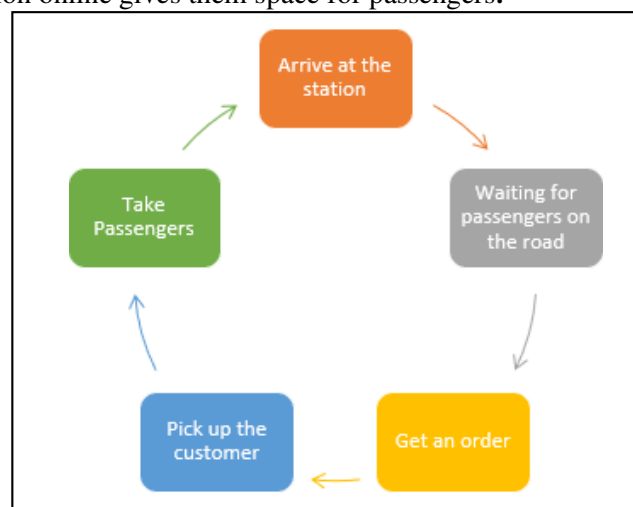 on online gives them space for passengers.
Arrive at the
station
Waiting for
passengers on
the road
Get an order
Pick up the
customer
Take
Passengers